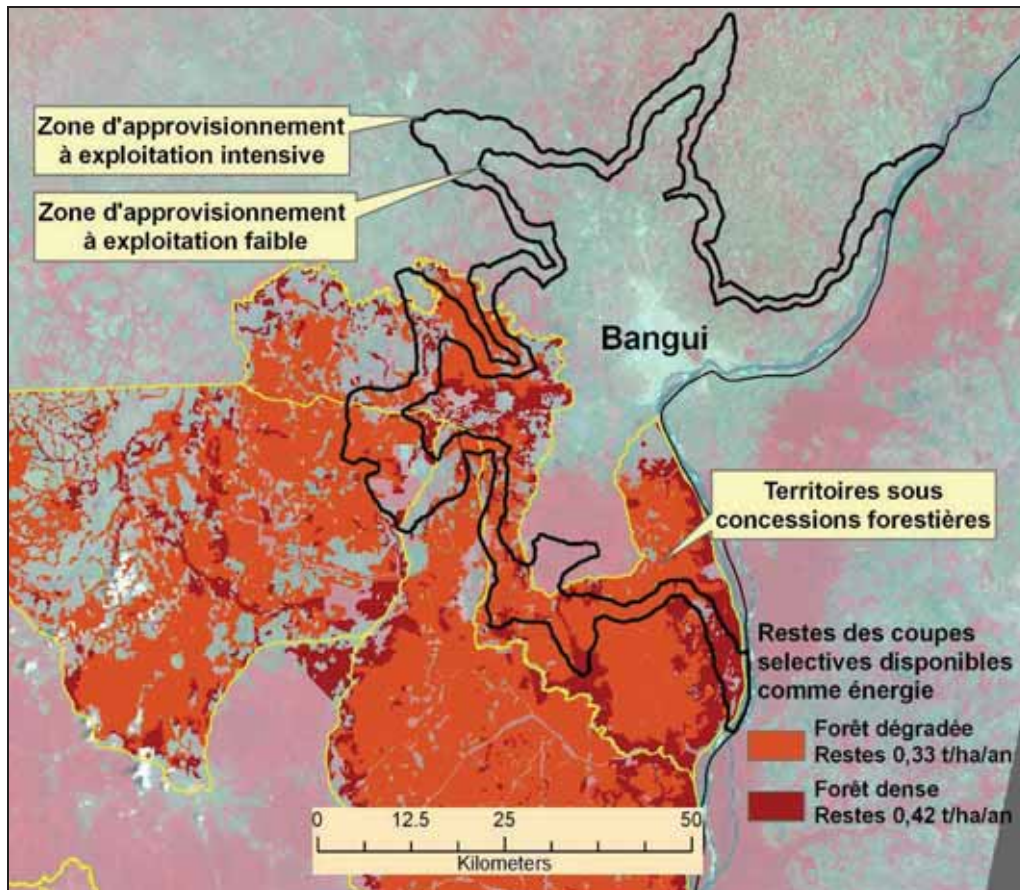 Zone d'approvisionnement
à exploitation intensive
Zone d'approvisionnement
à exploitation faible
Bangui
Territoires sous
concessions forestières
Restes des coupes
selectives disponibles
comme énergie
Forêt dégradée
Restes 0,33 t/ha/an
Forêt dense
Restes 0,42 t/ha/an
0 12.5 25 50
Kilometers